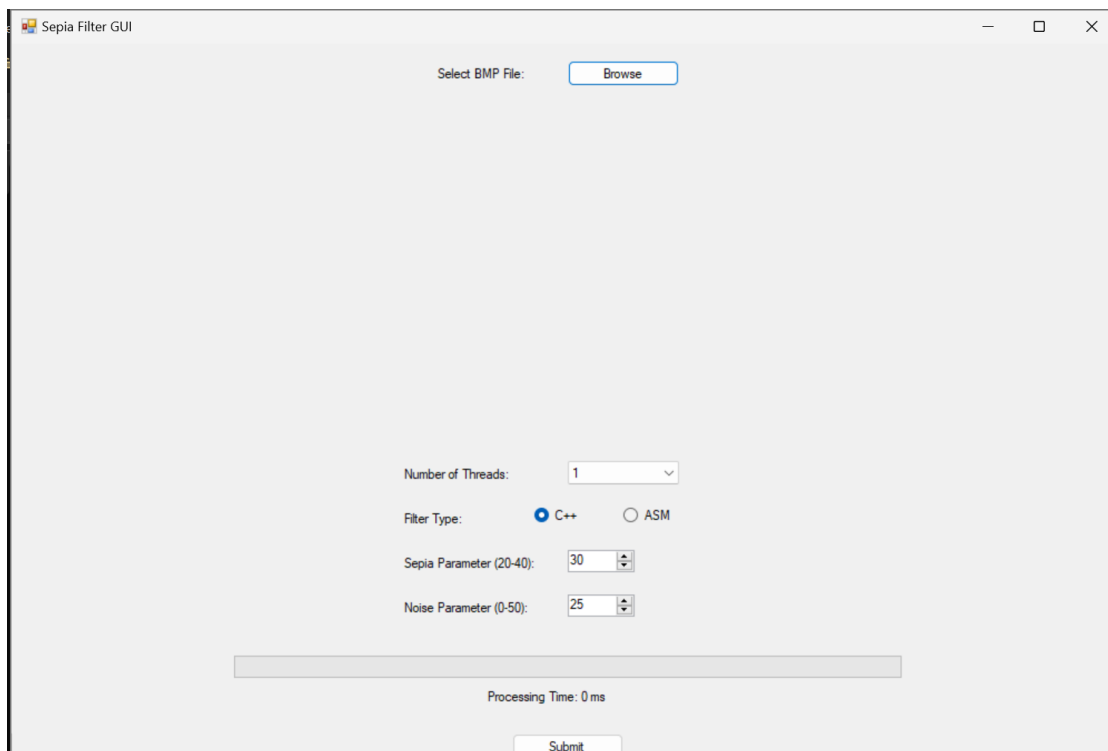 Sepia Filter GUI
Select BMP File: Browse
Number of Threads: 1
Filter Type: C++ ASM
Sepia Parameter (20-40): 30
Noise Parameter (0-50): 25
Processing Time: 0 ms
Submit